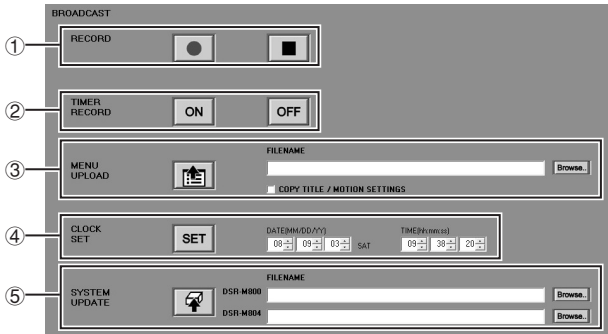 BROADCAST
① RECORD
② TIMER RECORD ON OFF
FILENAME
③ MENU UPLOAD Browse..
COPY TITLE / MOTION SETTINGS
④ CLOCK SET SET DATE(MM/DD/YY) 08 09 03 SAT TIME(hh:mm:ss) 09 38 20
FILENAME
⑤ SYSTEM UPDATE DSR-M800 Browse..
DSR-M804 Browse..